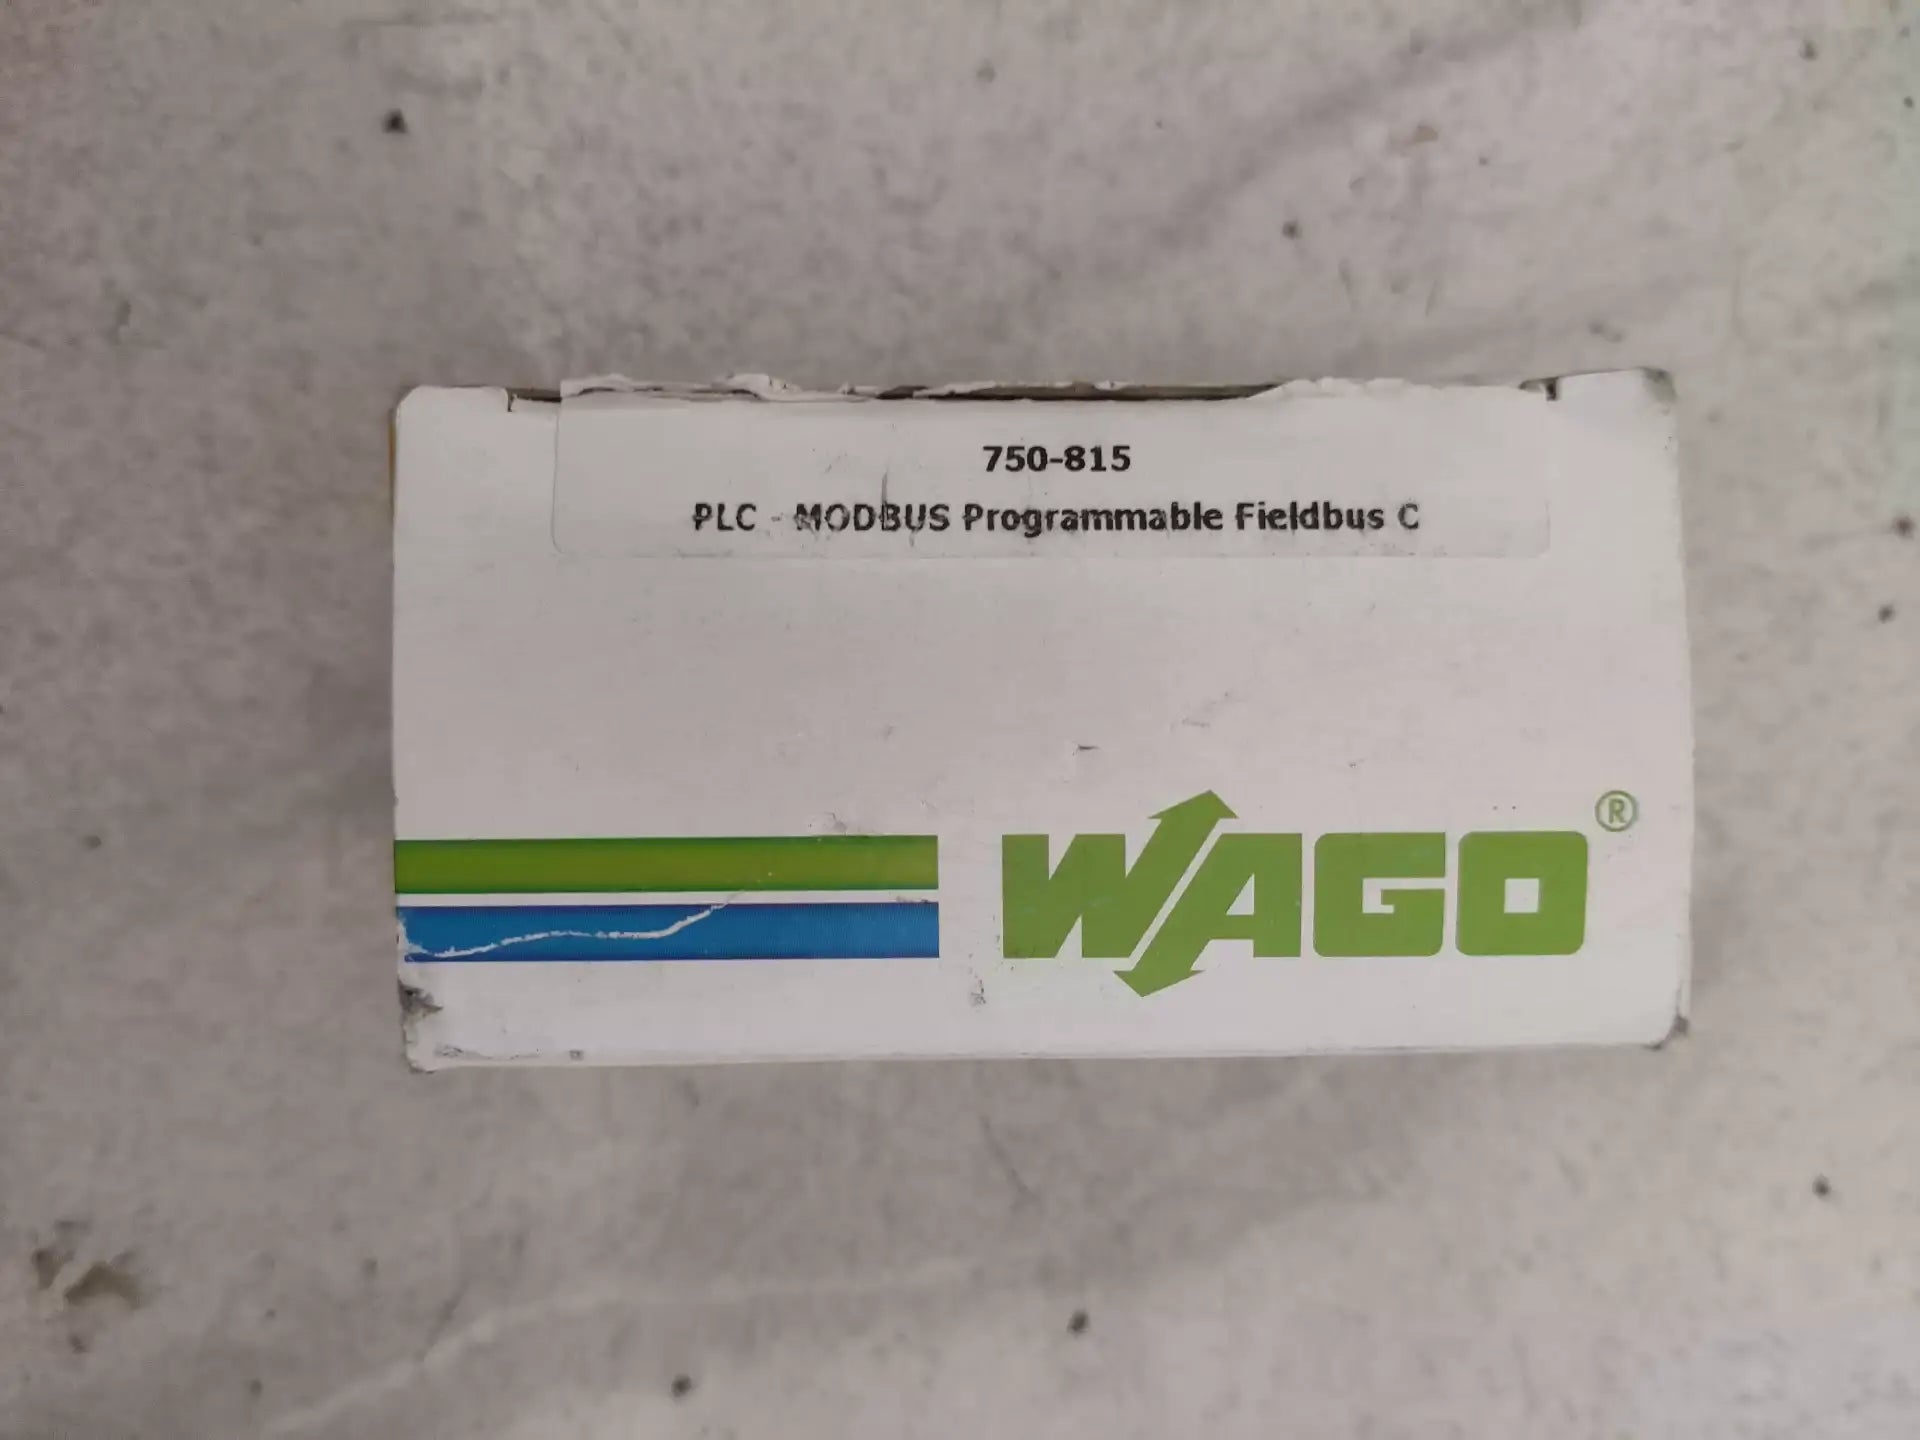 750-815
PLC - MODBUS Programmable Fieldbus C
WAGO®